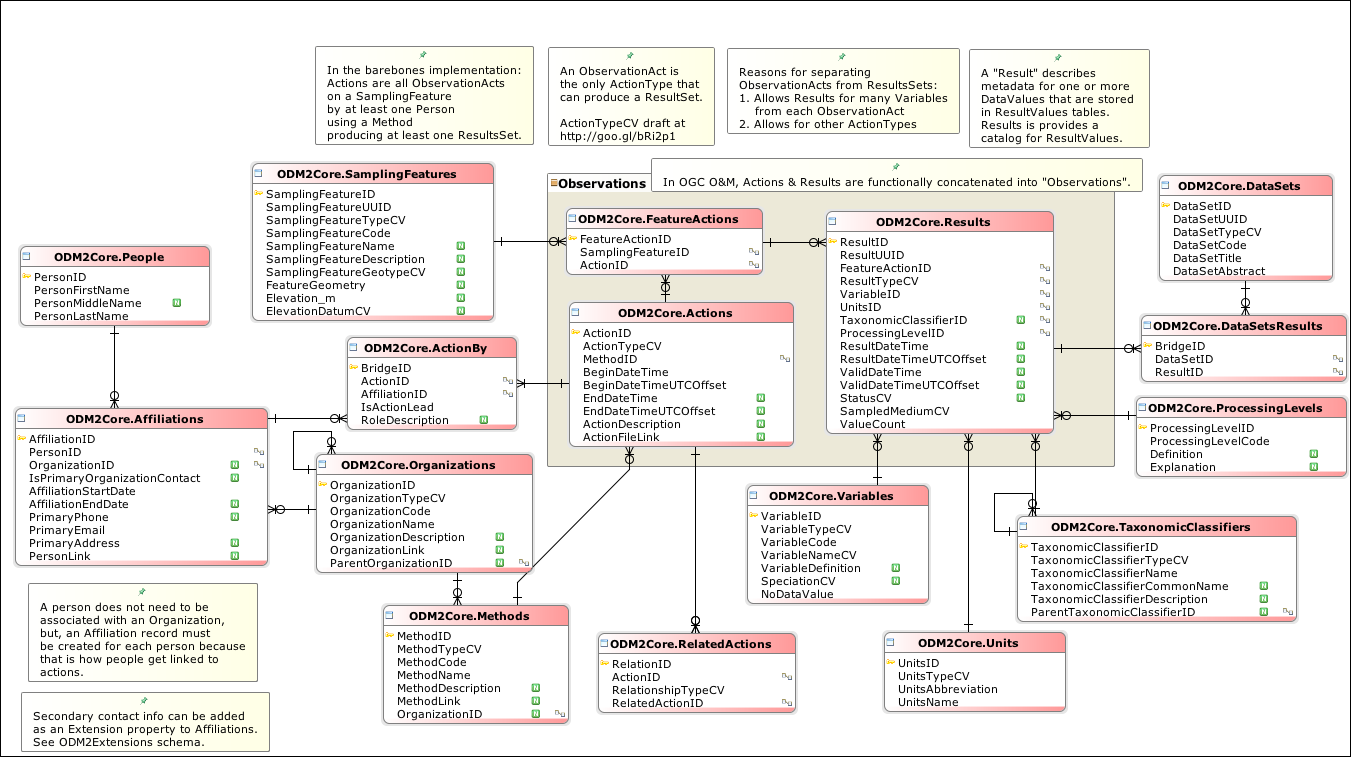 In the barebones implementation:
Actions are all ObservationActs
on a SamplingFeature
by at least one Person
using a Method
producing at least one ResultsSet.
An ObservationAct is
the only ActionType that
can produce a ResultSet.
ActionTypeCV draft at
http://goo.gl/bRi2p1
Reasons for separating
ObservationActs from ResultsSets:
1. Allows Results for many Variables
from each ObservationAct
2. Allows for other ActionTypes
A "Result" describes
metadata for one or more
DataValues that are stored
in ResultValues tables.
Results is provides a
catalog for ResultValues.
Observations
In OGC O&M, Actions & Results are functionally concatenated into "Observations".
ODM2Core.SamplingFeatures
SamplingFeatureID
SamplingFeatureUUID
SamplingFeatureTypeCV
SamplingFeatureCode
SamplingFeatureName N
SamplingFeatureDescription N
SamplingFeatureGeotypeCV N
FeatureGeometry N
Elevation_m N
ElevationDatumCV N
ODM2Core.FeatureActions
FeatureActionID
SamplingFeatureID
ActionID
ODM2Core.Results
ResultID
ResultUUID
FeatureActionID
ResultTypeCV
VariableID
UnitsID
TaxonomicClassifierID N
ProcessingLevelID
ResultDateTime N
ResultDateTimeUTCOffset N
ValidDateTime N
ValidDateTimeUTCOffset N
StatusCV N
SampledMediumCV
ValueCount
ODM2Core.DataSets
DataSetID
DataSetUUID
DataSetTypeCV
DataSetCode
DataSetTitle
DataSetAbstract
ODM2Core.People
PersonID
PersonFirstName
PersonMiddleName N
PersonLastName
ODM2Core.Actions
ActionID
ActionTypeCV
MethodID
BeginDateTime
BeginDateTimeUTCOffset
EndDateTime N
EndDateTimeUTCOffset N
ActionDescription N
ActionFileLink N
ODM2Core.DataSetsResults
BridgeID
DataSetID
ResultID
ODM2Core.ActionBy
BridgeID
ActionID
AffiliationID
IsActionLead
RoleDescription N
ODM2Core.ProcessingLevels
ProcessingLevelID
ProcessingLevelCode
Definition N
Explanation N
ODM2Core.Affiliations
AffiliationID
PersonID
OrganizationID N
IsPrimaryOrganizationContact N
AffiliationStartDate
AffiliationEndDate N
PrimaryPhone N
PrimaryEmail
PrimaryAddress N
PersonLink N
ODM2Core.Organizations
OrganizationID
OrganizationTypeCV
OrganizationCode
OrganizationName
OrganizationDescription N
OrganizationLink N
ParentOrganizationID N
ODM2Core.Variables
VariableID
VariableTypeCV
VariableCode
VariableNameCV
VariableDefinition N
SpeciationCV N
NoDataValue
ODM2Core.TaxonomicClassifiers
TaxonomicClassifierID
TaxonomicClassifierTypeCV
TaxonomicClassifierName
TaxonomicClassifierCommonName N
TaxonomicClassifierDescription N
ParentTaxonomicClassifierID N
A person does not need to be
associated with an Organization,
but, an Affiliation record must
be created for each person because
that is how people get linked to
actions.
ODM2Core.Methods
MethodID
MethodTypeCV
MethodCode
MethodName
MethodDescription N
MethodLink N
OrganizationID N
ODM2Core.RelatedActions
RelationID
ActionID
RelationshipTypeCV
RelatedActionID
ODM2Core.Units
UnitsID
UnitsTypeCV
UnitsAbbreviation
UnitsName
Secondary contact info can be added
as an Extension property to Affiliations.
See ODM2Extensions schema.